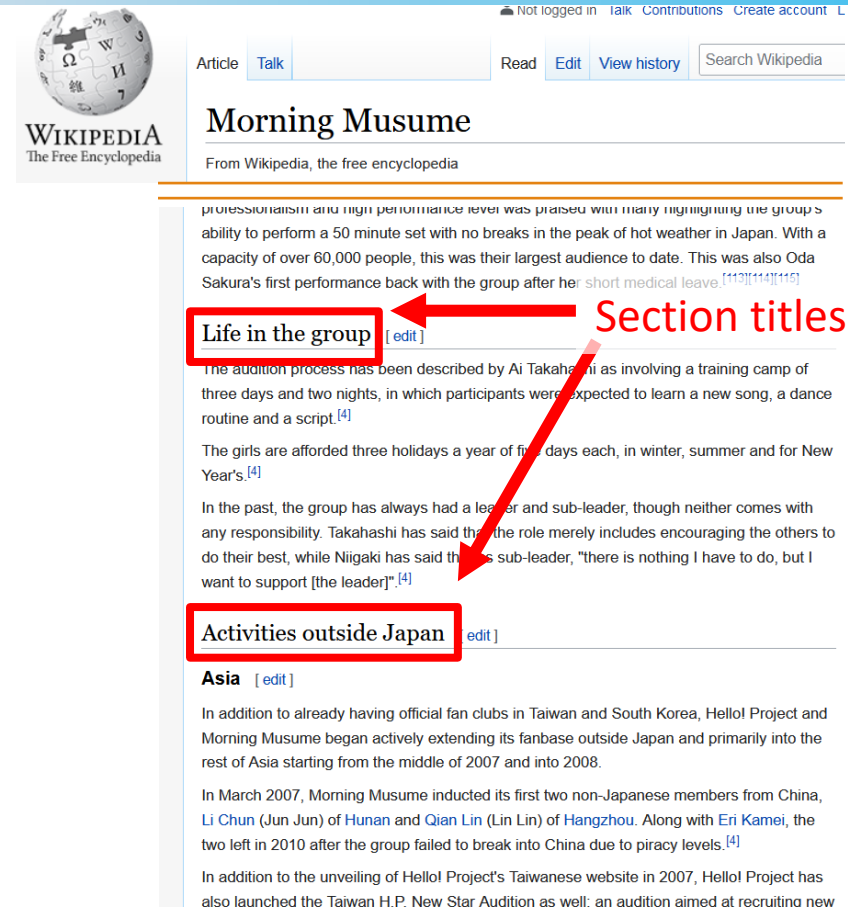 Not logged in Talk Contributions Create account L
Article Talk Read Edit View history Search Wikipedia
WIKIPEDIA
The Free Encyclopedia
Morning Musume
From Wikipedia, the free encyclopedia
professionalism and high performance level was praised with many highlighting the group's
ability to perform a 50 minute set with no breaks in the peak of hot weather in Japan. With a
capacity of over 60,000 people, this was their largest audience to date. This was also Oda
Sakura's first performance back with the group after her short medical leave.[113][114][115]
Section titles
Life in the group [ edit ]
The audition process has been described by Ai Takahashi as involving a training camp of
three days and two nights, in which participants were expected to learn a new song, a dance
routine and a script.[4]
The girls are afforded three holidays a year of five days each, in winter, summer and for New
Year's.[4]
In the past, the group has always had a leader and sub-leader, though neither comes with
any responsibility. Takahashi has said that the role merely includes encouraging the others to
do their best, while Niigaki has said that as sub-leader, "there is nothing I have to do, but I
want to support [the leader]".[4]
Activities outside Japan [ edit ]
Asia [ edit ]
In addition to already having official fan clubs in Taiwan and South Korea, Hello! Project and
Morning Musume began actively extending its fanbase outside Japan and primarily into the
rest of Asia starting from the middle of 2007 and into 2008.
In March 2007, Morning Musume inducted its first two non-Japanese members from China,
Li Chun (Jun Jun) of Hunan and Qian Lin (Lin Lin) of Hangzhou. Along with Eri Kamei, the
two left in 2010 after the group failed to break into China due to piracy levels.[4]
In addition to the unveiling of Hello! Project's Taiwanese website in 2007, Hello! Project has
also launched the Taiwan H.P. New Star Audition as well; an audition aimed at recruiting new